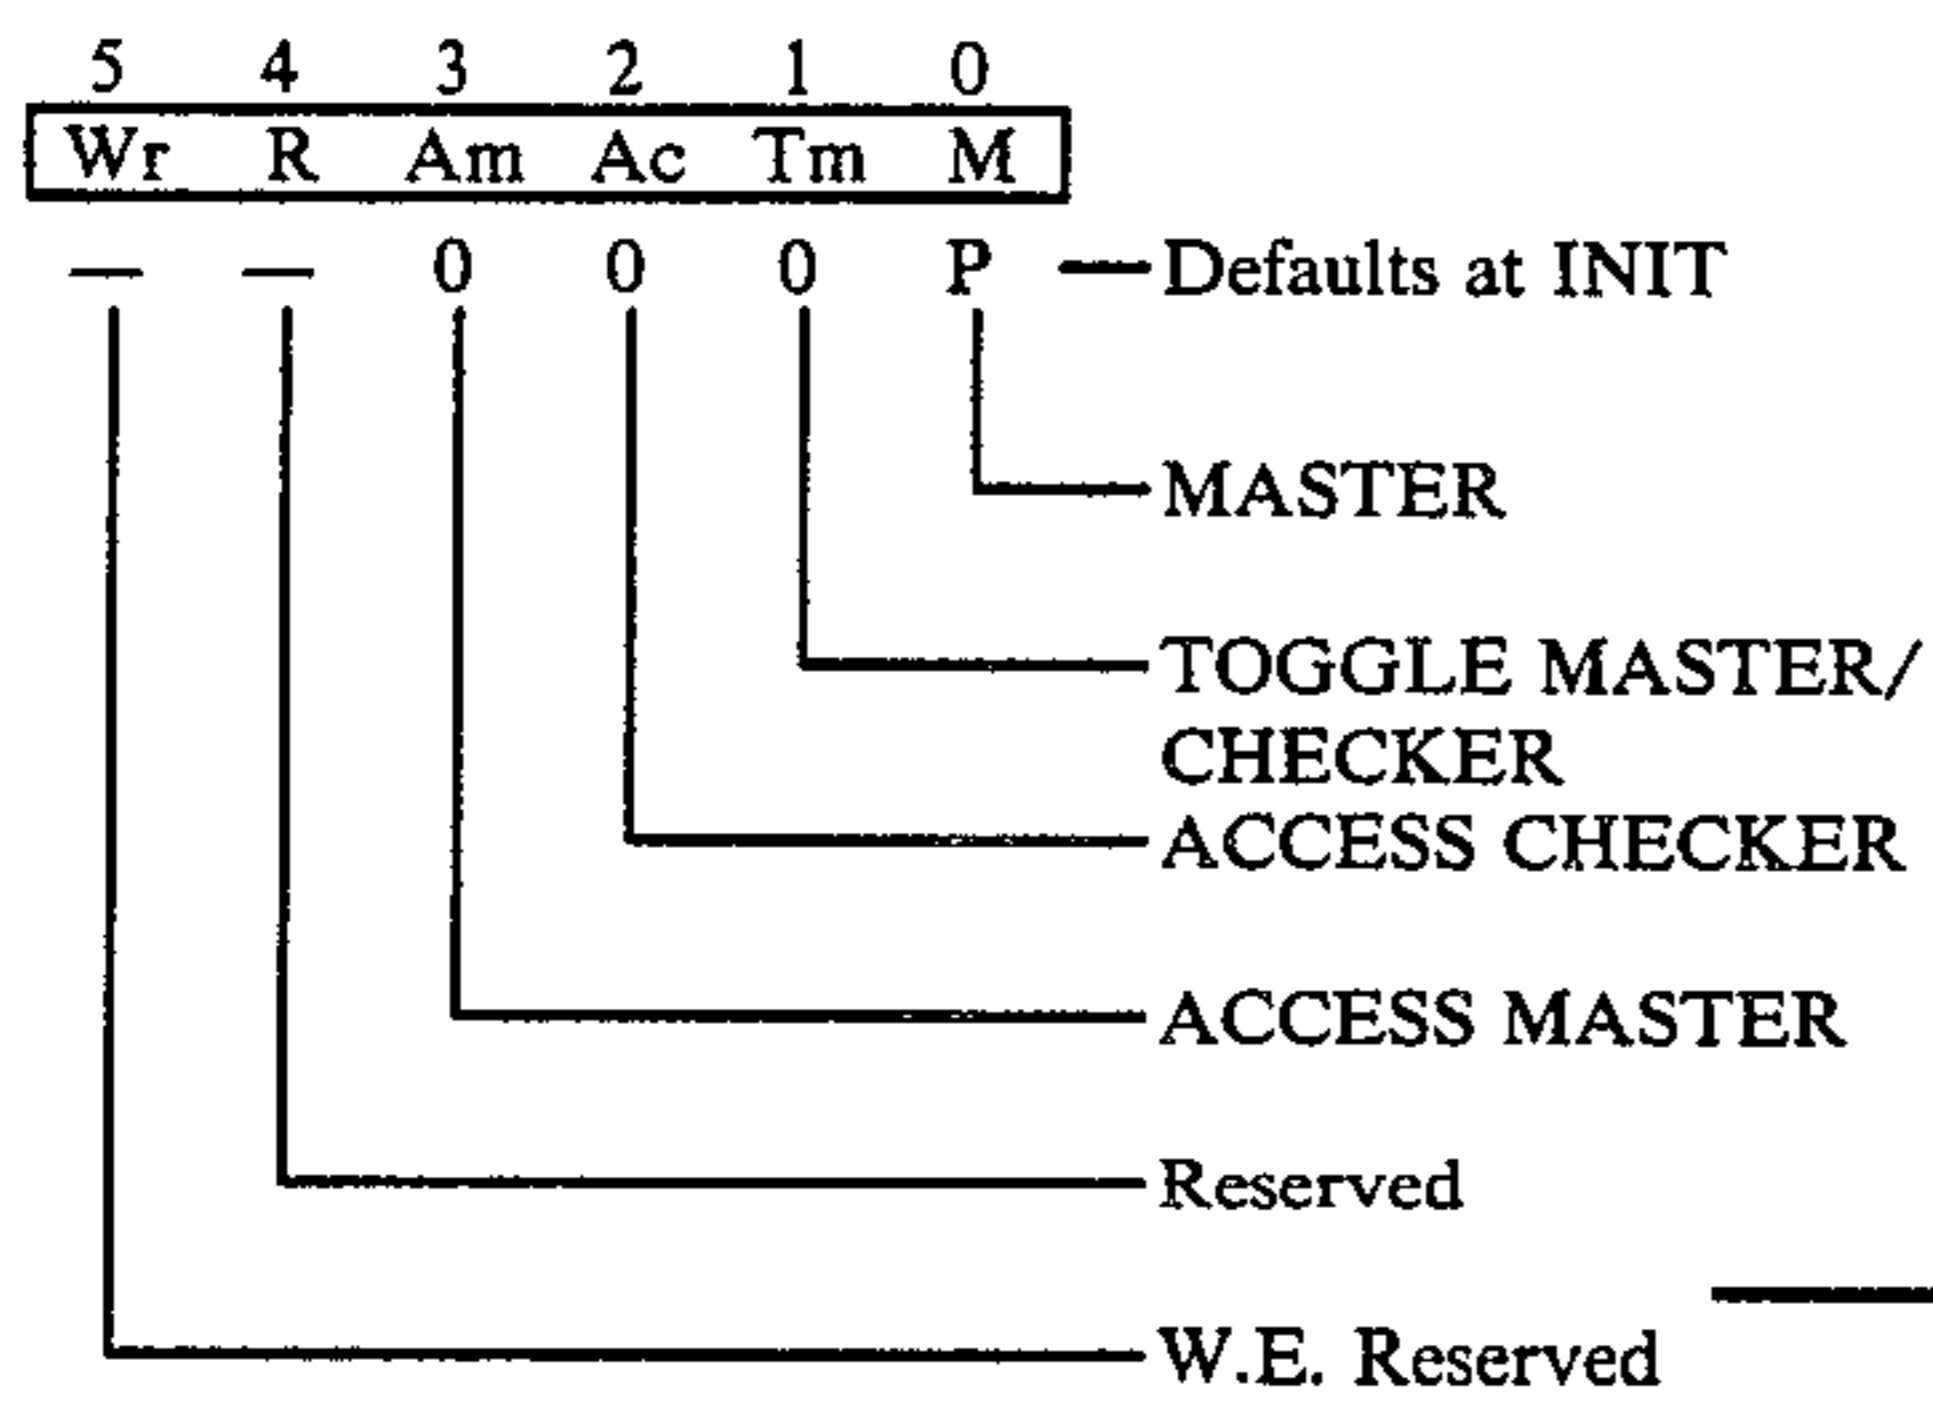 5 4 3 2 1 0
Wr R Am Ac Tm M
— — 0 0 0 P — Defaults at INIT
MASTER
TOGGLE MASTER/
CHECKER
ACCESS CHECKER
ACCESS MASTER
Reserved
W.E. Reserved